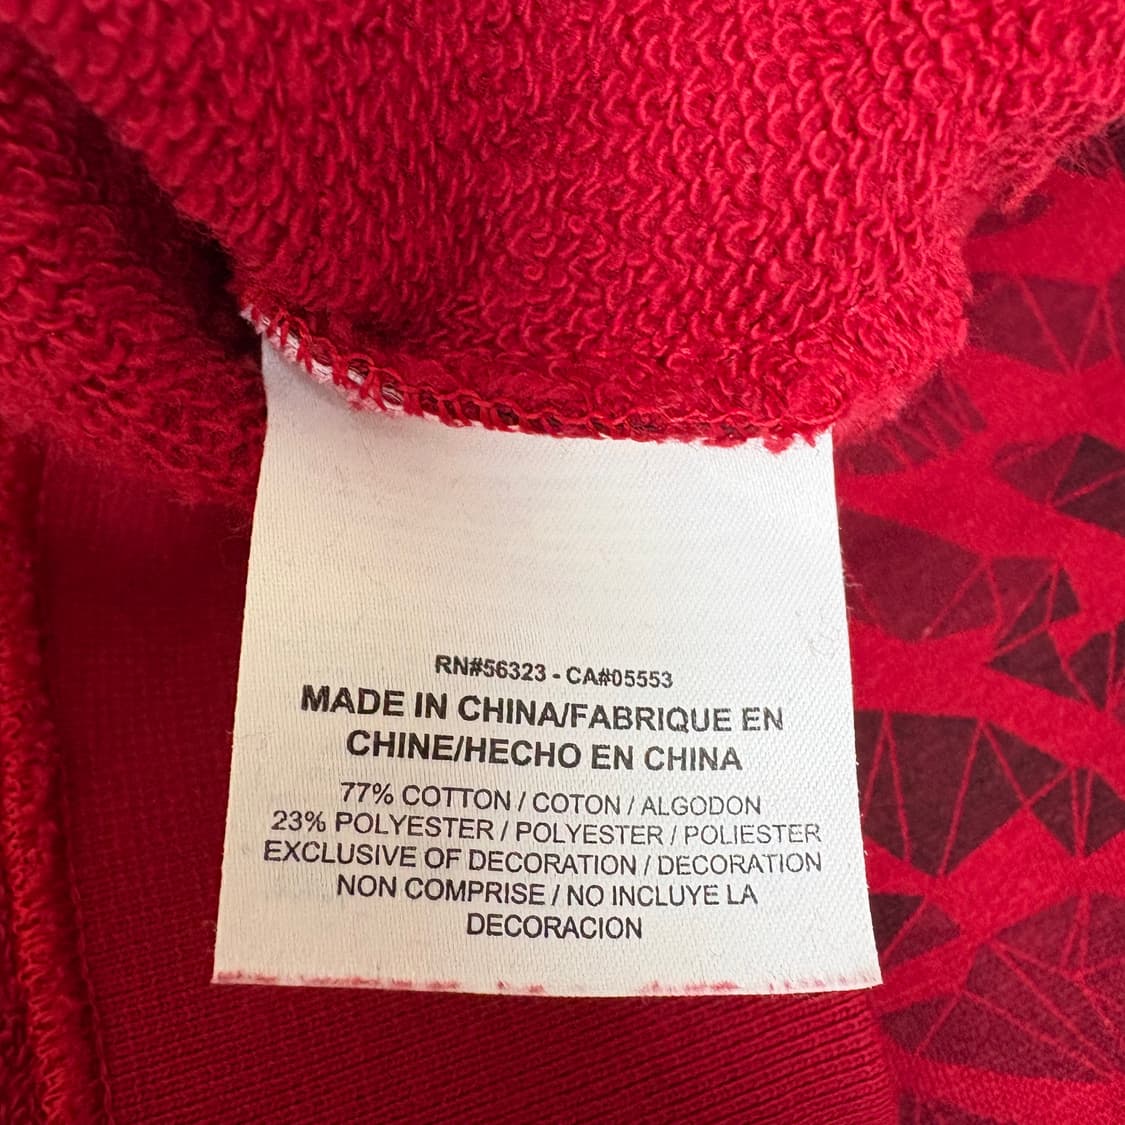 RN#56323 - CA#05553
MADE IN CHINA/FABRIQUE EN
CHINE/HECHO EN CHINA
77% COTTON / COTON / ALGODON
23% POLYESTER / POLYESTER / POLIESTER
EXCLUSIVE OF DECORATION / DECORATION
NON COMPRISE / NO INCLUYE LA
DECORACION